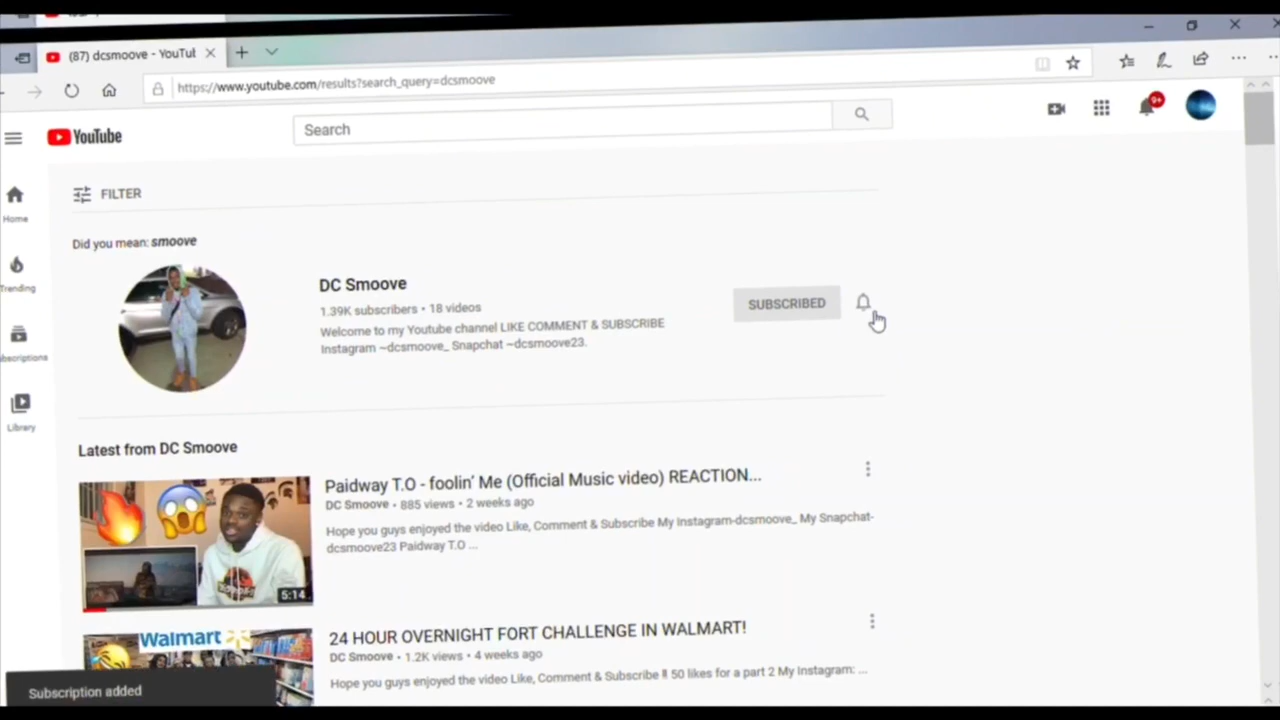 (87) dcsmoove - YouTul
https://www.youtube.com/results?search_query=dcsmoove
YouTube
Search
9+
FILTER
Home
Did you mean: smoove
Trending
DC Smoove
1.39K subscribers • 18 videos
SUBSCRIBED
Welcome to my Youtube channel LIKE COMMENT & SUBSCRIBE
Instagram ~dcsmoove_ Snapchat ~dcsmoove23.
bscriptions
Library
Latest from DC Smoove
Paidway T.O - foolin' Me (Official Music video) REACTION...
DC Smoove • 885 views • 2 weeks ago
Hope you guys enjoyed the video Like, Comment & Subscribe My Instagram-dcsmoove_ My Snapchat-
dcsmoove23 Paidway T.O ...
5:14
24 HOUR OVERNIGHT FORT CHALLENGE IN WALMART!
Walmart
DC Smoove • 1.2K views • 4 weeks ago
Hope you guys enjoyed the video Like, Comment & Subscribe ‼ 50 likes for a part 2 My Instagram: ...
Subscription added